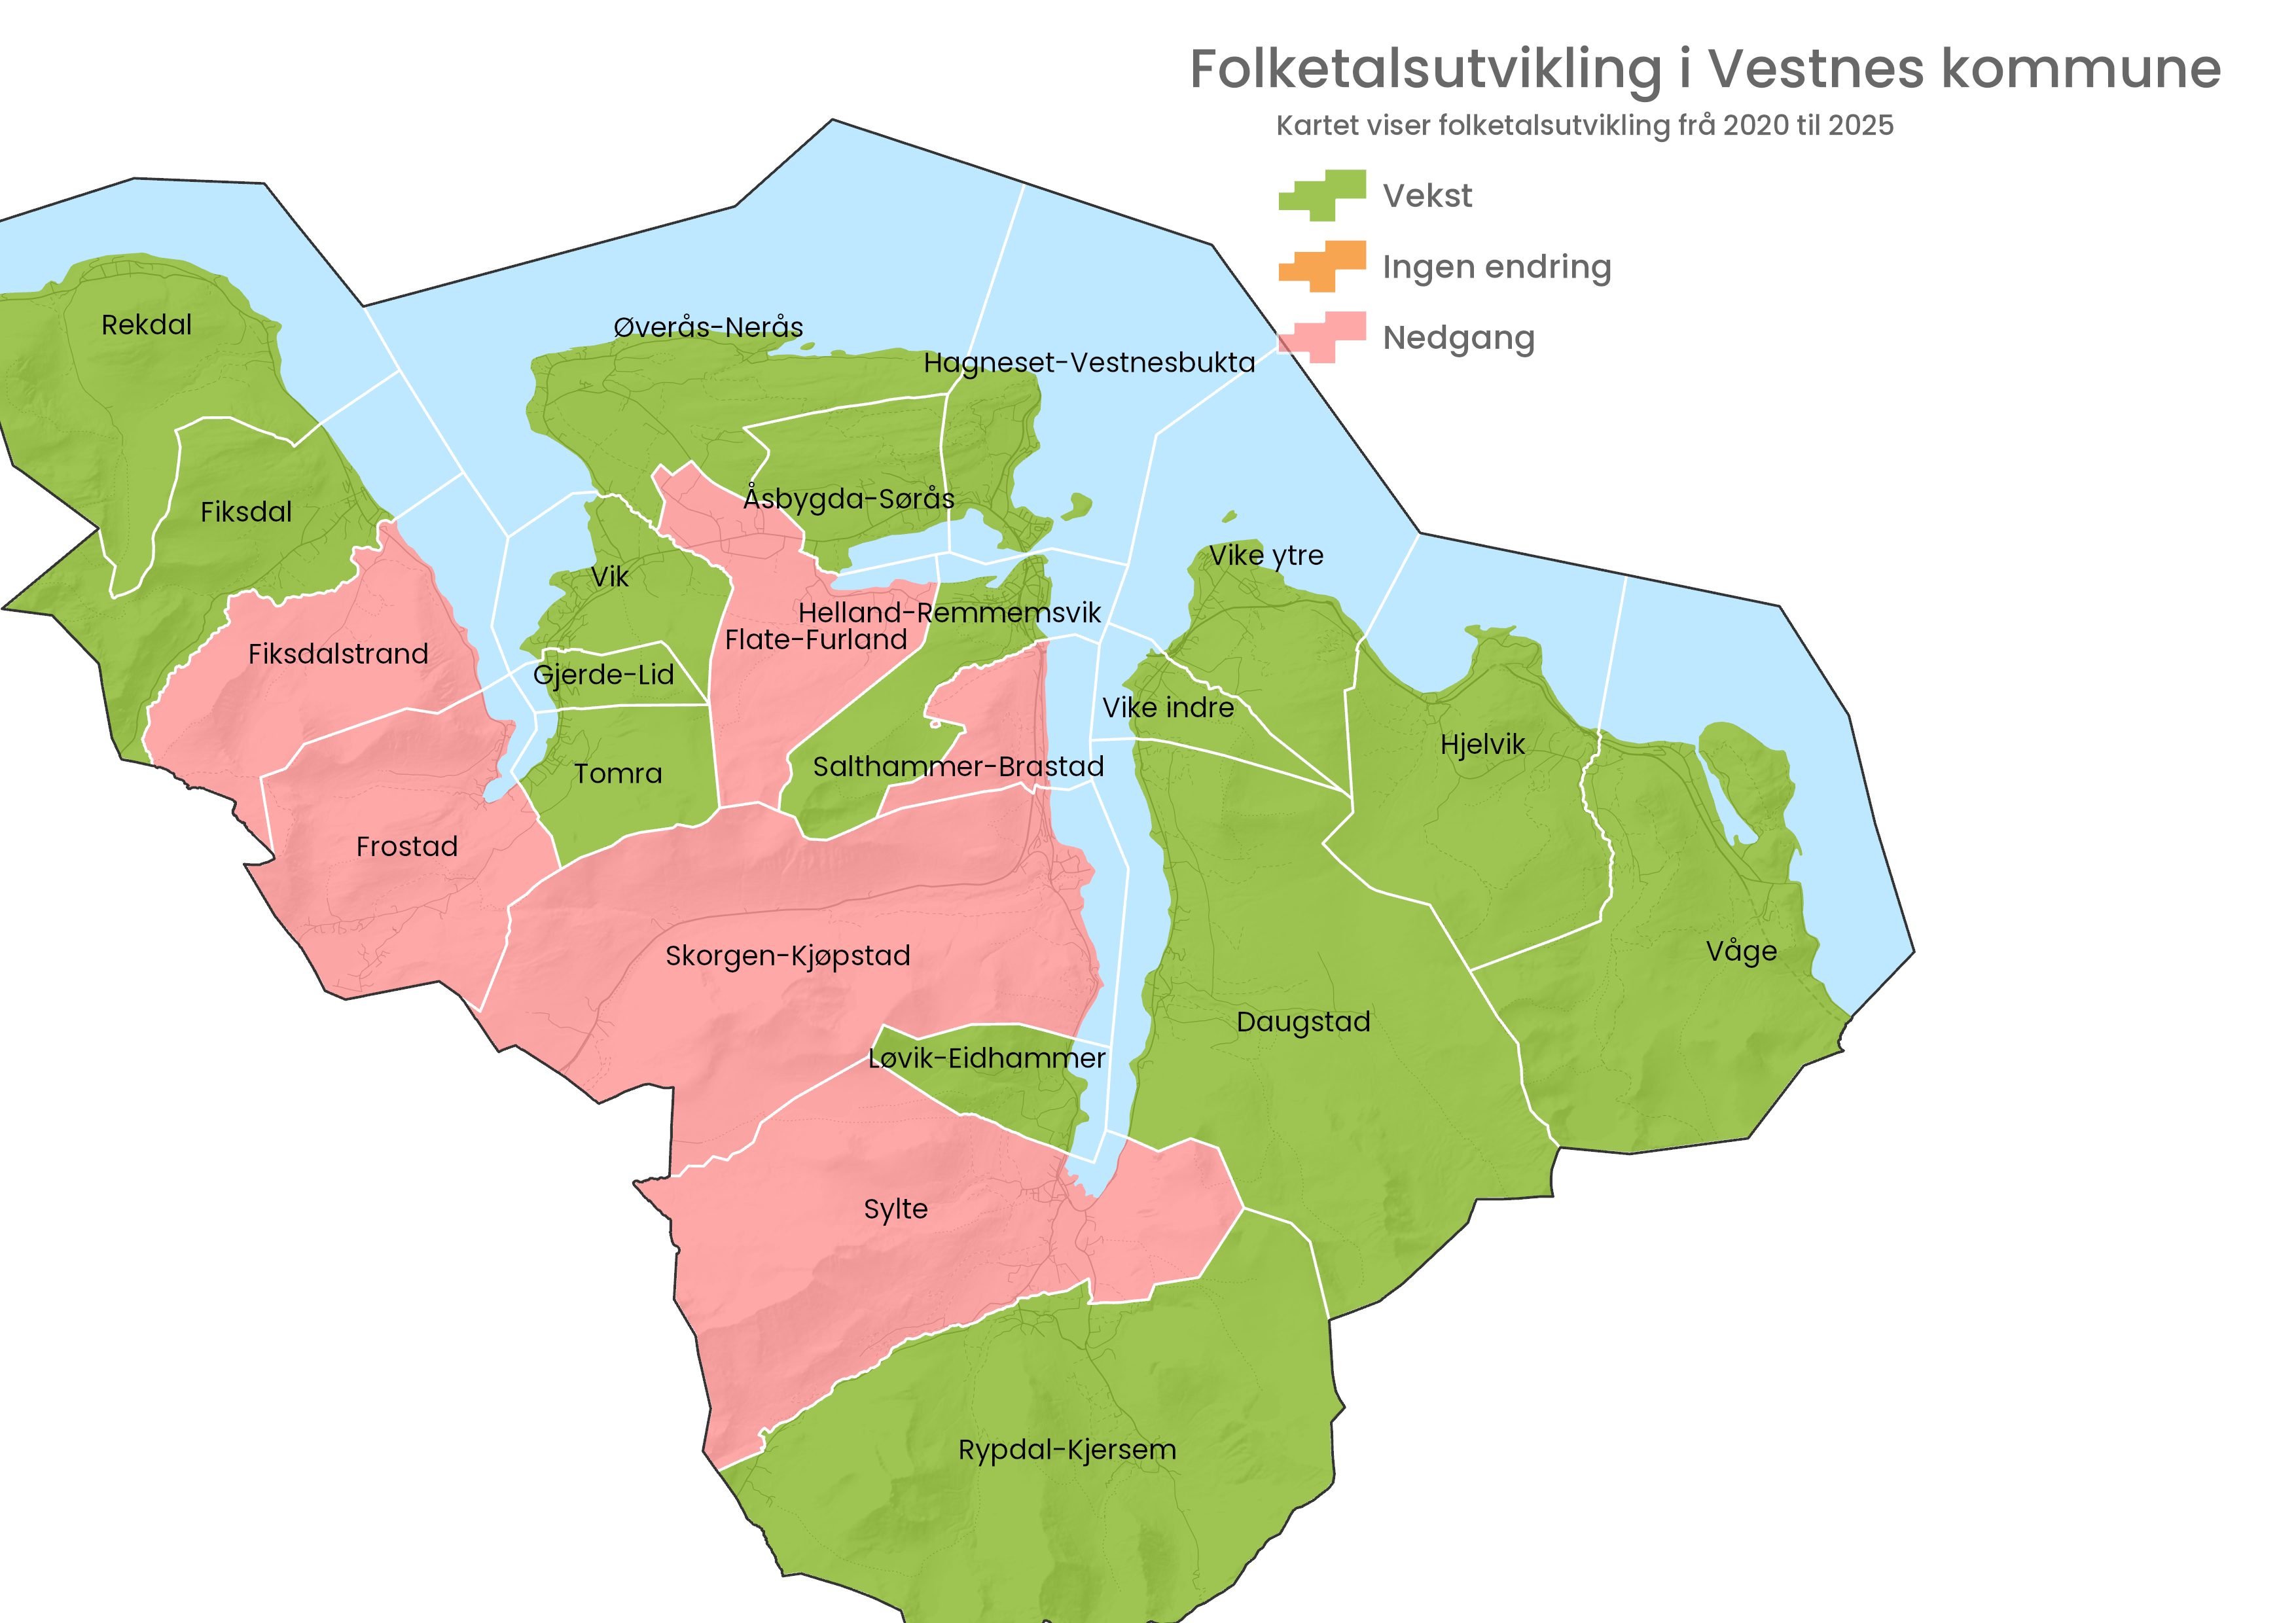 Folketalsutvikling i Vestnes kommune
Kartet viser folketalsutvikling frå 2020 til 2025
Vekst
Ingen endring
Nedgang
Rekdal
Øverås-Nerås
Hagneset-Vestnesbukta
Åsbygda-Sørås
Fiksdal
Vike ytre
Vik
Helland-Remmemsvik
Flate-Furland
Fiksdalstrand
Gjerde-Lid
Vike indre
Hjelvik
Salthammer-Brastad
Tomra
Frostad
Våge
Skorgen-Kjøpstad
Daugstad
Løvik-Eidhammer
Sylte
Rypdal-Kjersem